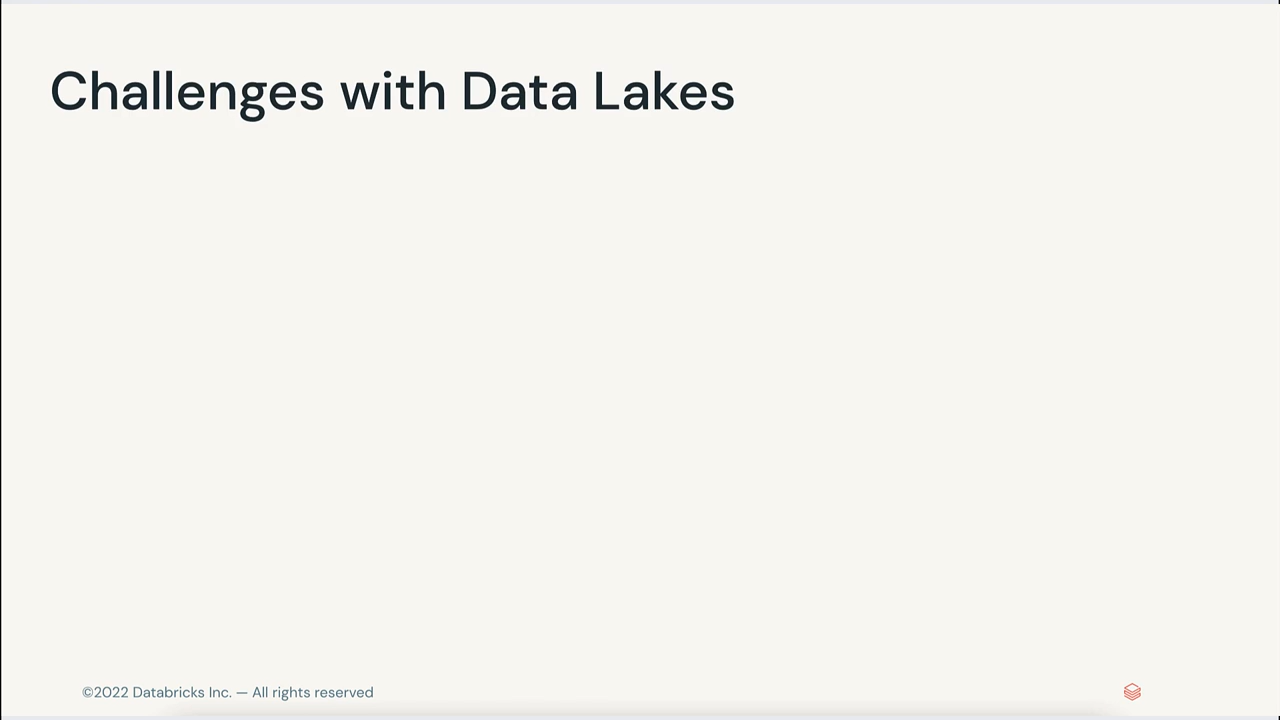 Challenges with Data Lakes
©2022 Databricks Inc. — All rights reserved